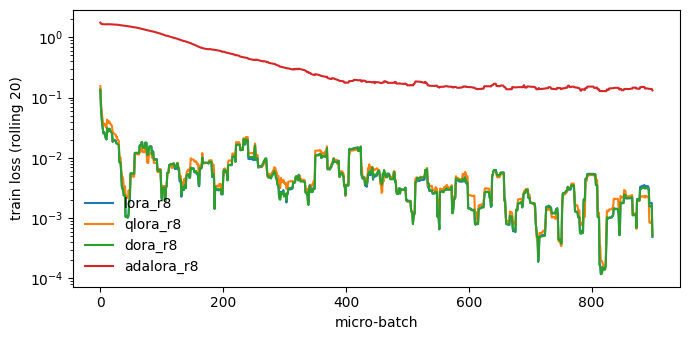 10⁰
10⁻¹
10⁻²
10⁻³
10⁻⁴
train loss (rolling 20)
lora_r8
qlora_r8
dora_r8
adalora_r8
0 200 400 600 800
micro-batch